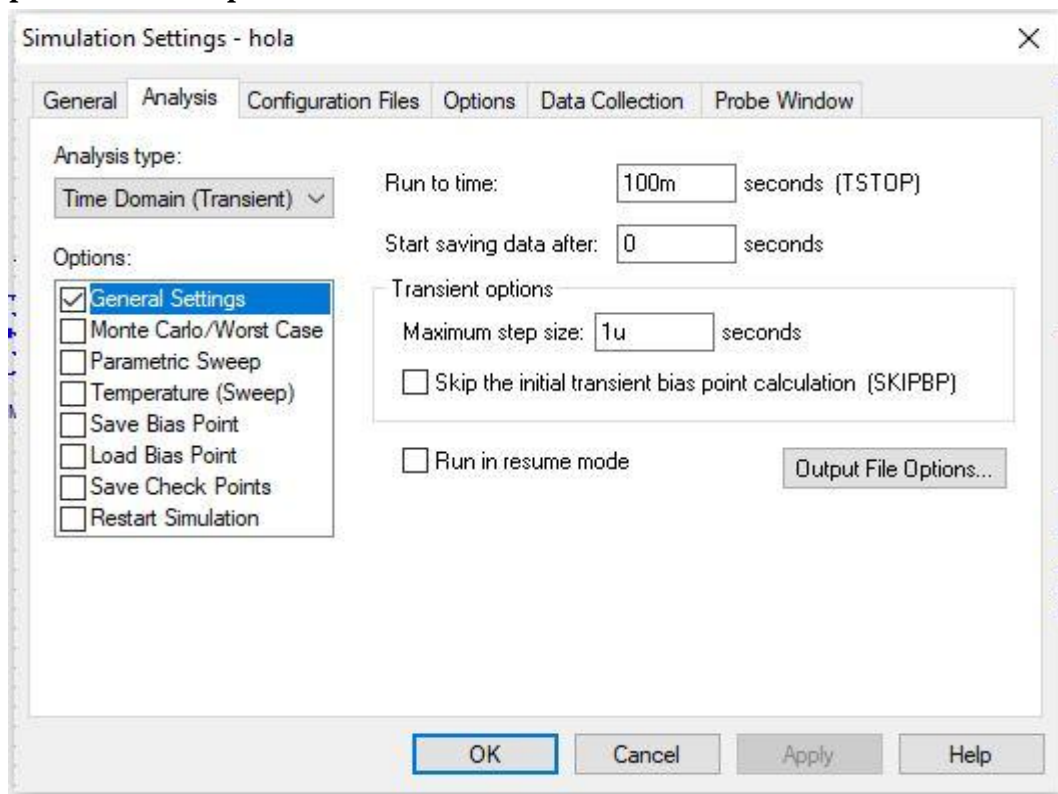 Simulation Settings - hola
General Analysis Configuration Files Options Data Collection Probe Window
Analysis type:
Time Domain (Transient)
Run to time: 100m seconds (TSTOP)
Start saving data after: 0 seconds
Options:
General Settings
Monte Carlo/Worst Case
Parametric Sweep
Temperature (Sweep)
Save Bias Point
Load Bias Point
Save Check Points
Restart Simulation
Transient options
Maximum step size: 1u seconds
Skip the initial transient bias point calculation (SKIPBP)
Run in resume mode
Output File Options...
OK Cancel Apply Help